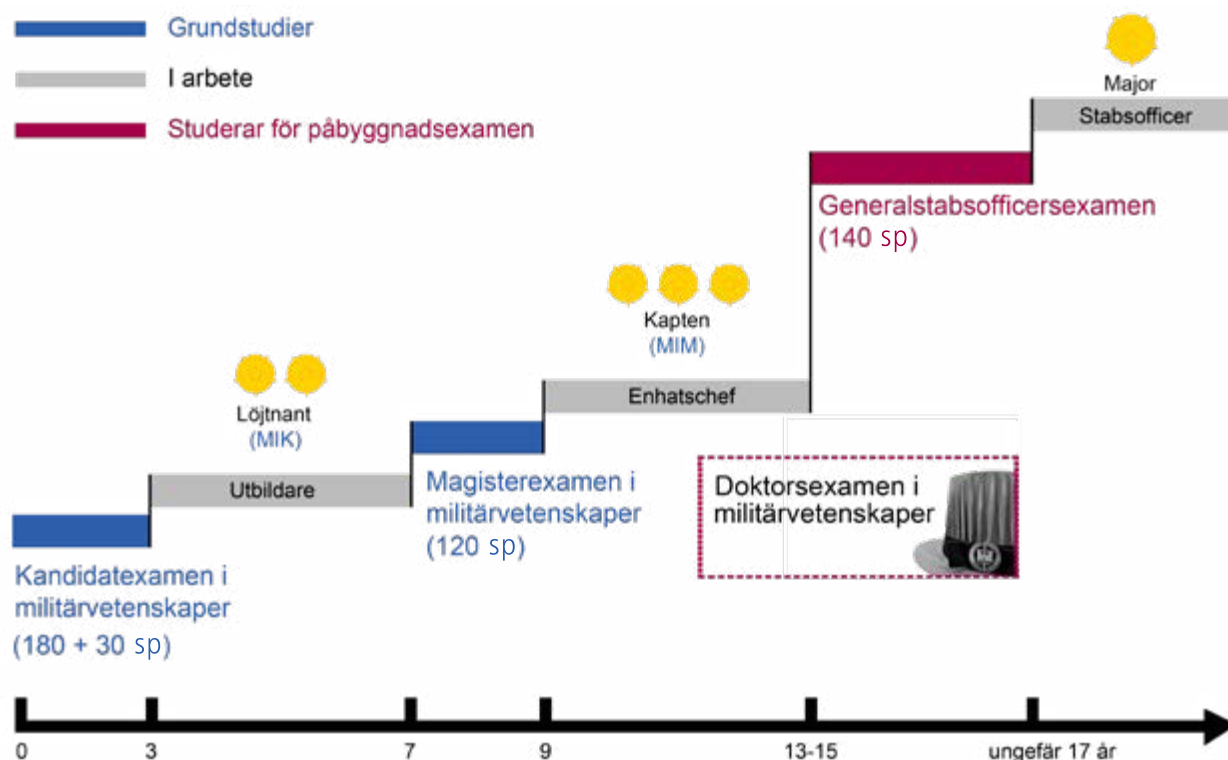 Grundstudier
I arbete
Studerar för påbyggnadsexamen
Major
Stabsofficer
Generalstabsofficersexamen
(140 sp)
Kapten
(MIM)
Enhatschef
Löjtnant
(MIK)
Utbildare
Magisterexamen i
militärvetenskaper
(120 sp)
Doktorsexamen i
militärvetenskaper
Kandidatexamen i
militärvetenskaper
(180 + 30 sp)
0 3 7 9 13-15 ungefär 17 år